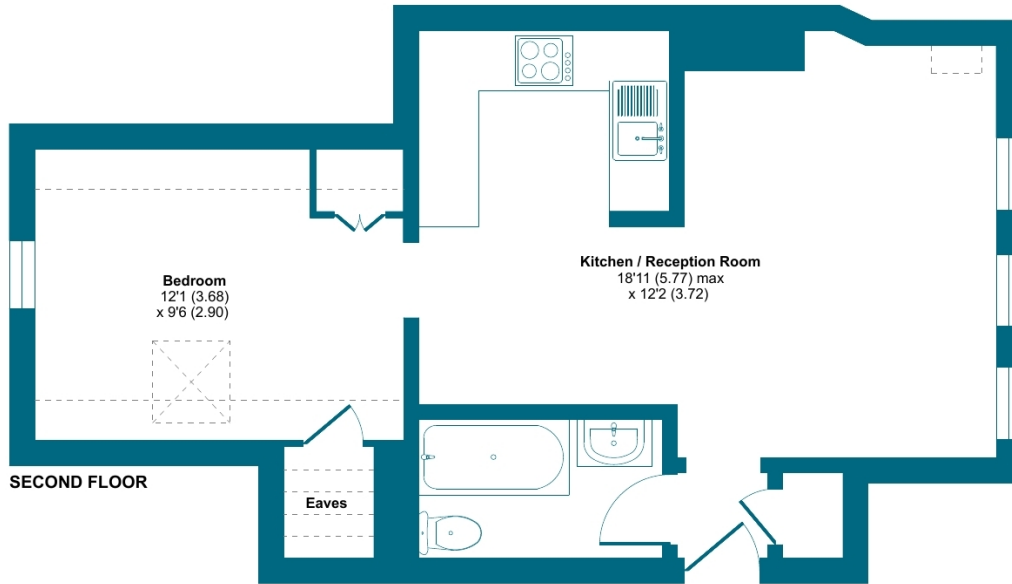 Kitchen / Reception Room
18'11 (5.77) max
x 12'2 (3.72)
Bedroom
12'1 (3.68)
x 9'6 (2.90)
SECOND FLOOR
Eaves